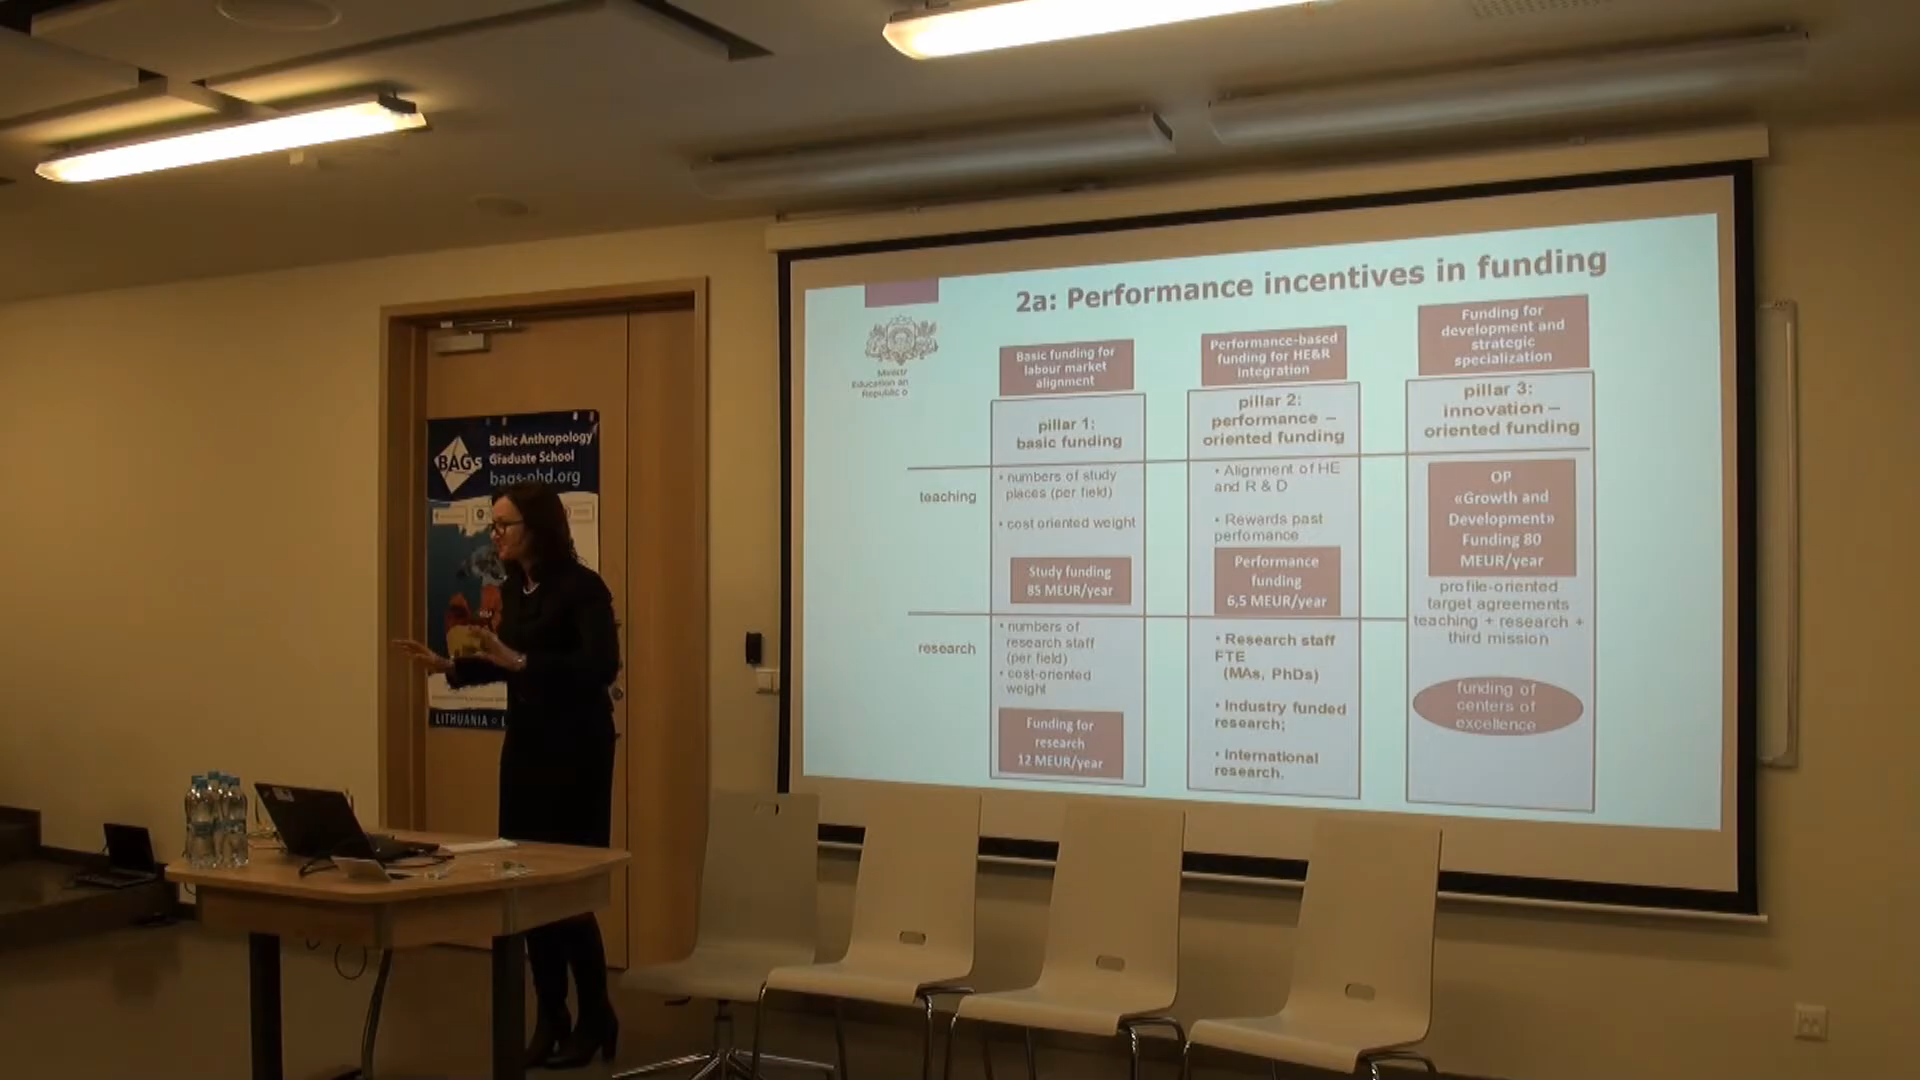 2a: Performance incentives in funding
Ministr
Education an
Republic o
Basic funding for
labour market
alignment
pillar 1:
basic funding
Performance-based
funding for HE&R
Integration
pillar 2:
performance –
oriented funding
Funding for
development and
strategic
specialization
pillar 3:
innovation –
oriented funding
teaching
• numbers of study
places (per field)
• cost oriented weight
Study funding
85 MEUR/year
• Alignment of HE
and R & D
• Rewards past
perfomance
Performance
funding
6,5 MEUR/year
OP
«Growth and
Development»
Funding 80
MEUR/year
profile-oriented
target agreements
teaching + research +
third mission
funding of
centers of
excellence
research
• numbers of
research staff
(per field)
• cost-oriented
weight
Funding for
research
12 MEUR/year
• Research staff
FTE
(MAs, PhDs)
• Industry funded
research;
• International
research.
BAGs
Baltic Anthropology
Graduate School
bags-phd.org
LITHUANIA